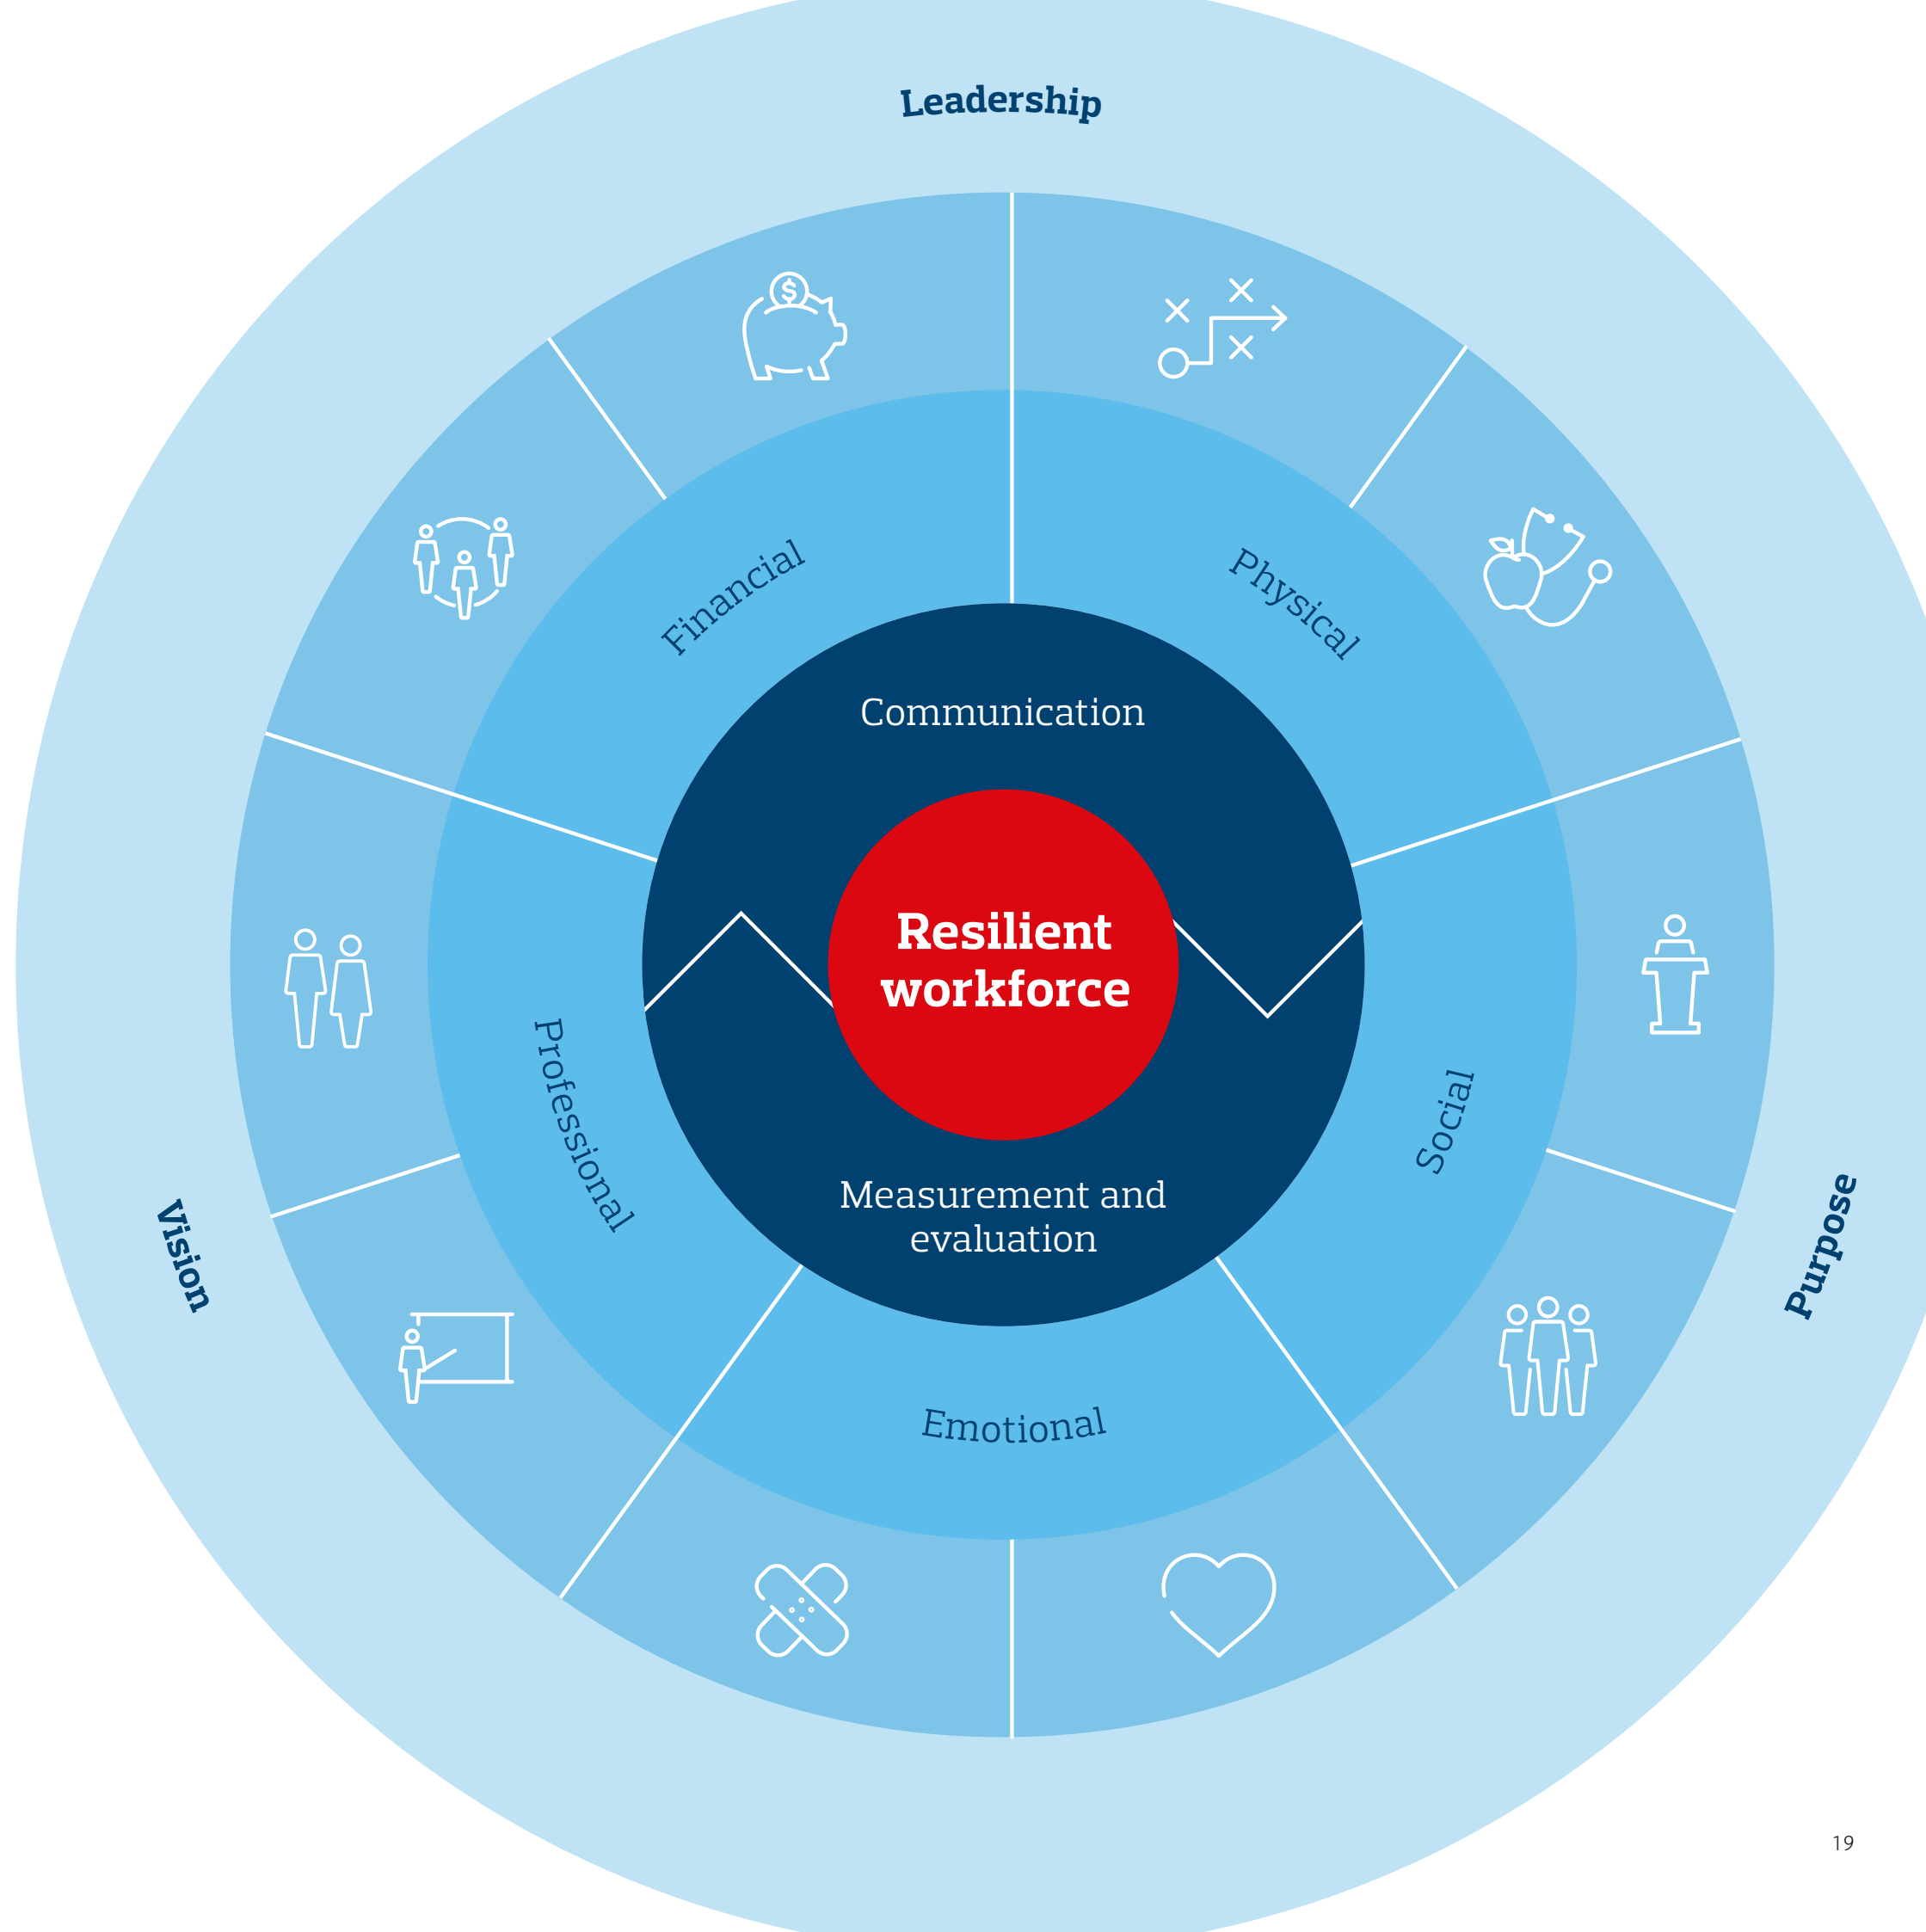 Leadership
Financial
Physical
Communication
Resilient
workforce
Professional
Social
Measurement and
evaluation
Vision
Purpose
Emotional
$
19